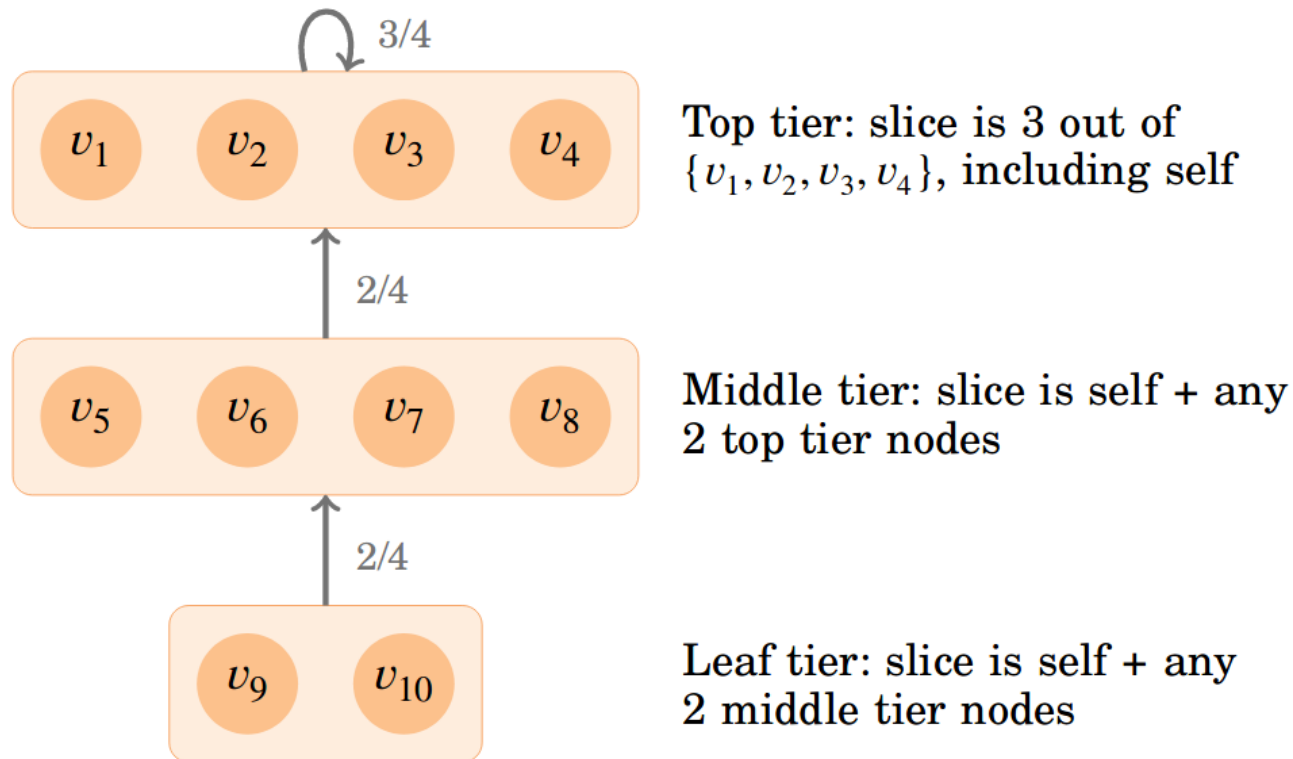 3/4
v₁ v₂ v₃ v₄
Top tier: slice is 3 out of
{v₁, v₂, v₃, v₄}, including self
2/4
v₅ v₆ v₇ v₈
Middle tier: slice is self + any
2 top tier nodes
2/4
v₉ v₁₀
Leaf tier: slice is self + any
2 middle tier nodes